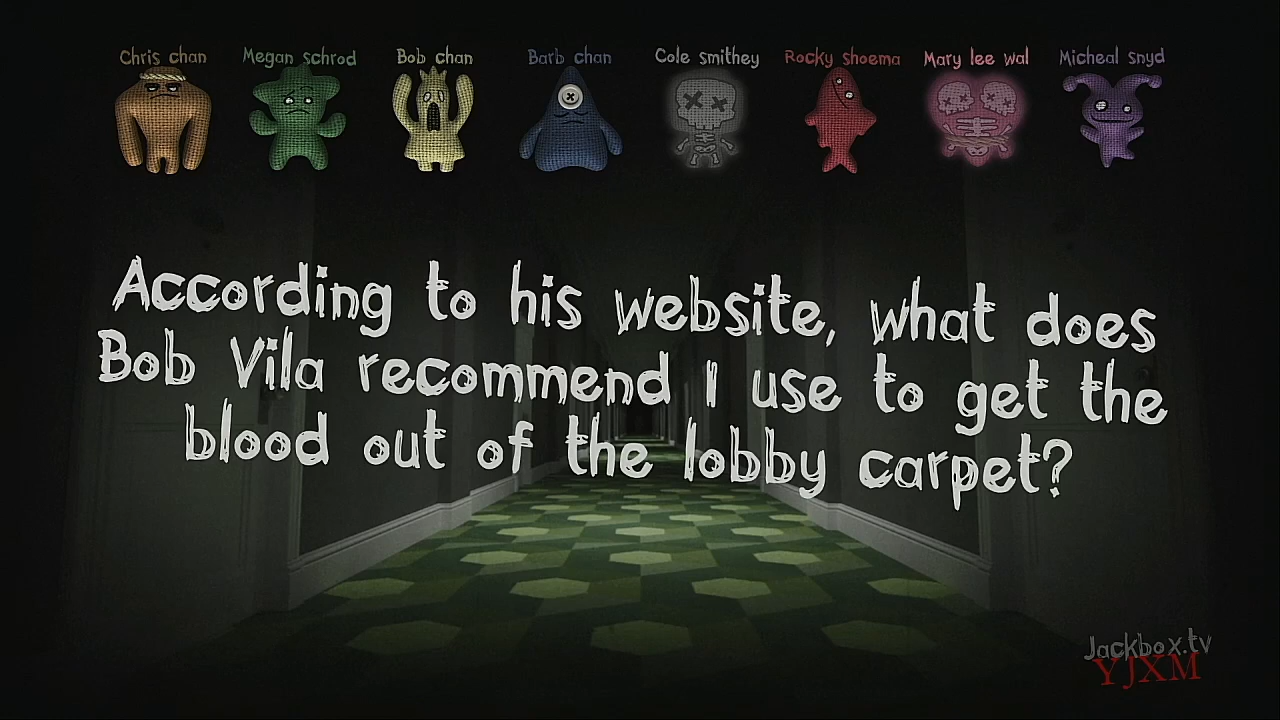 Chris chan Megan schrod Bob chan Barb chan Cole smithey Rocky shoema Mary lee wal Micheal snyd
According to his website, what does
Bob Vila recommend I use to get the
blood out of the lobby carpet?
Jackbox.tv
YJXM